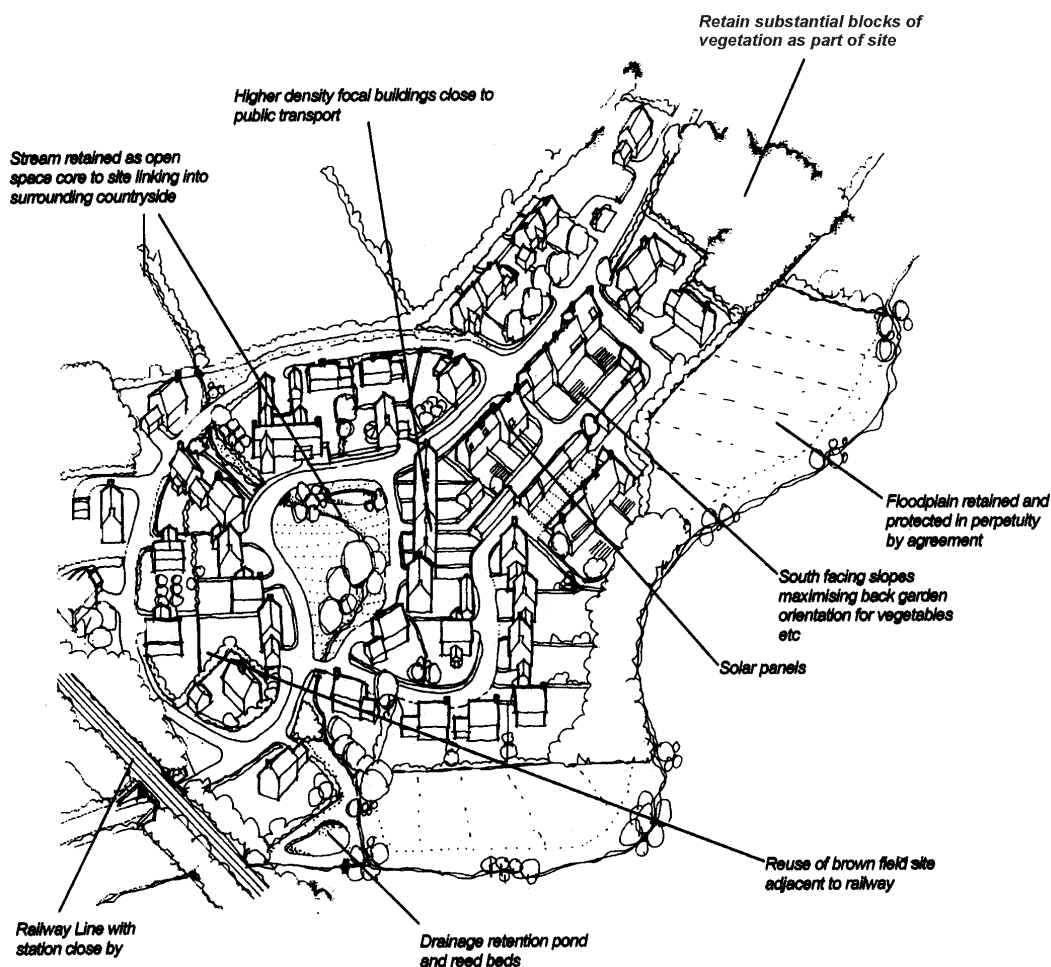 Retain substantial blocks of
vegetation as part of site
Higher density focal buildings close to
public transport
Stream retained as open
space core to site linking into
surrounding countryside
Floodplain retained and
protected in perpetuity
by agreement
South facing slopes
maximising back garden
orientation for vegetables
etc
Solar panels
Reuse of brown field site
adjacent to railway
Railway Line with
station close by
Drainage retention pond
and reed beds